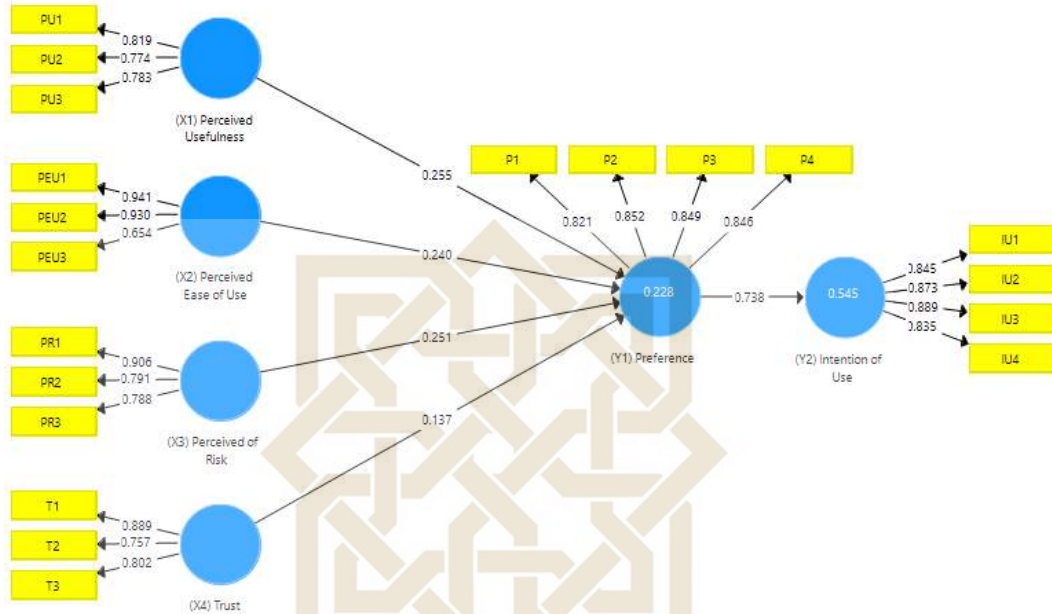 PU1
PU2
PU3
0.819
0.774
0.783
(X1) Perceived
Usefulness
0.255
PEU1
PEU2
PEU3
0.941
0.930
0.654
(X2) Perceived
Ease of Use
0.240
PR1
PR2
PR3
0.906
0.791
0.788
(X3) Perceived of
Risk
0.251
T1
T2
T3
0.889
0.757
0.802
(X4) Trust
0.137
P1
P2
P3
P4
0.821
0.852
0.849
0.846
0.228
(Y1) Preference
0.738
0.545
(Y2) Intention of
Use
0.845
0.873
0.889
0.835
IU1
IU2
IU3
IU4